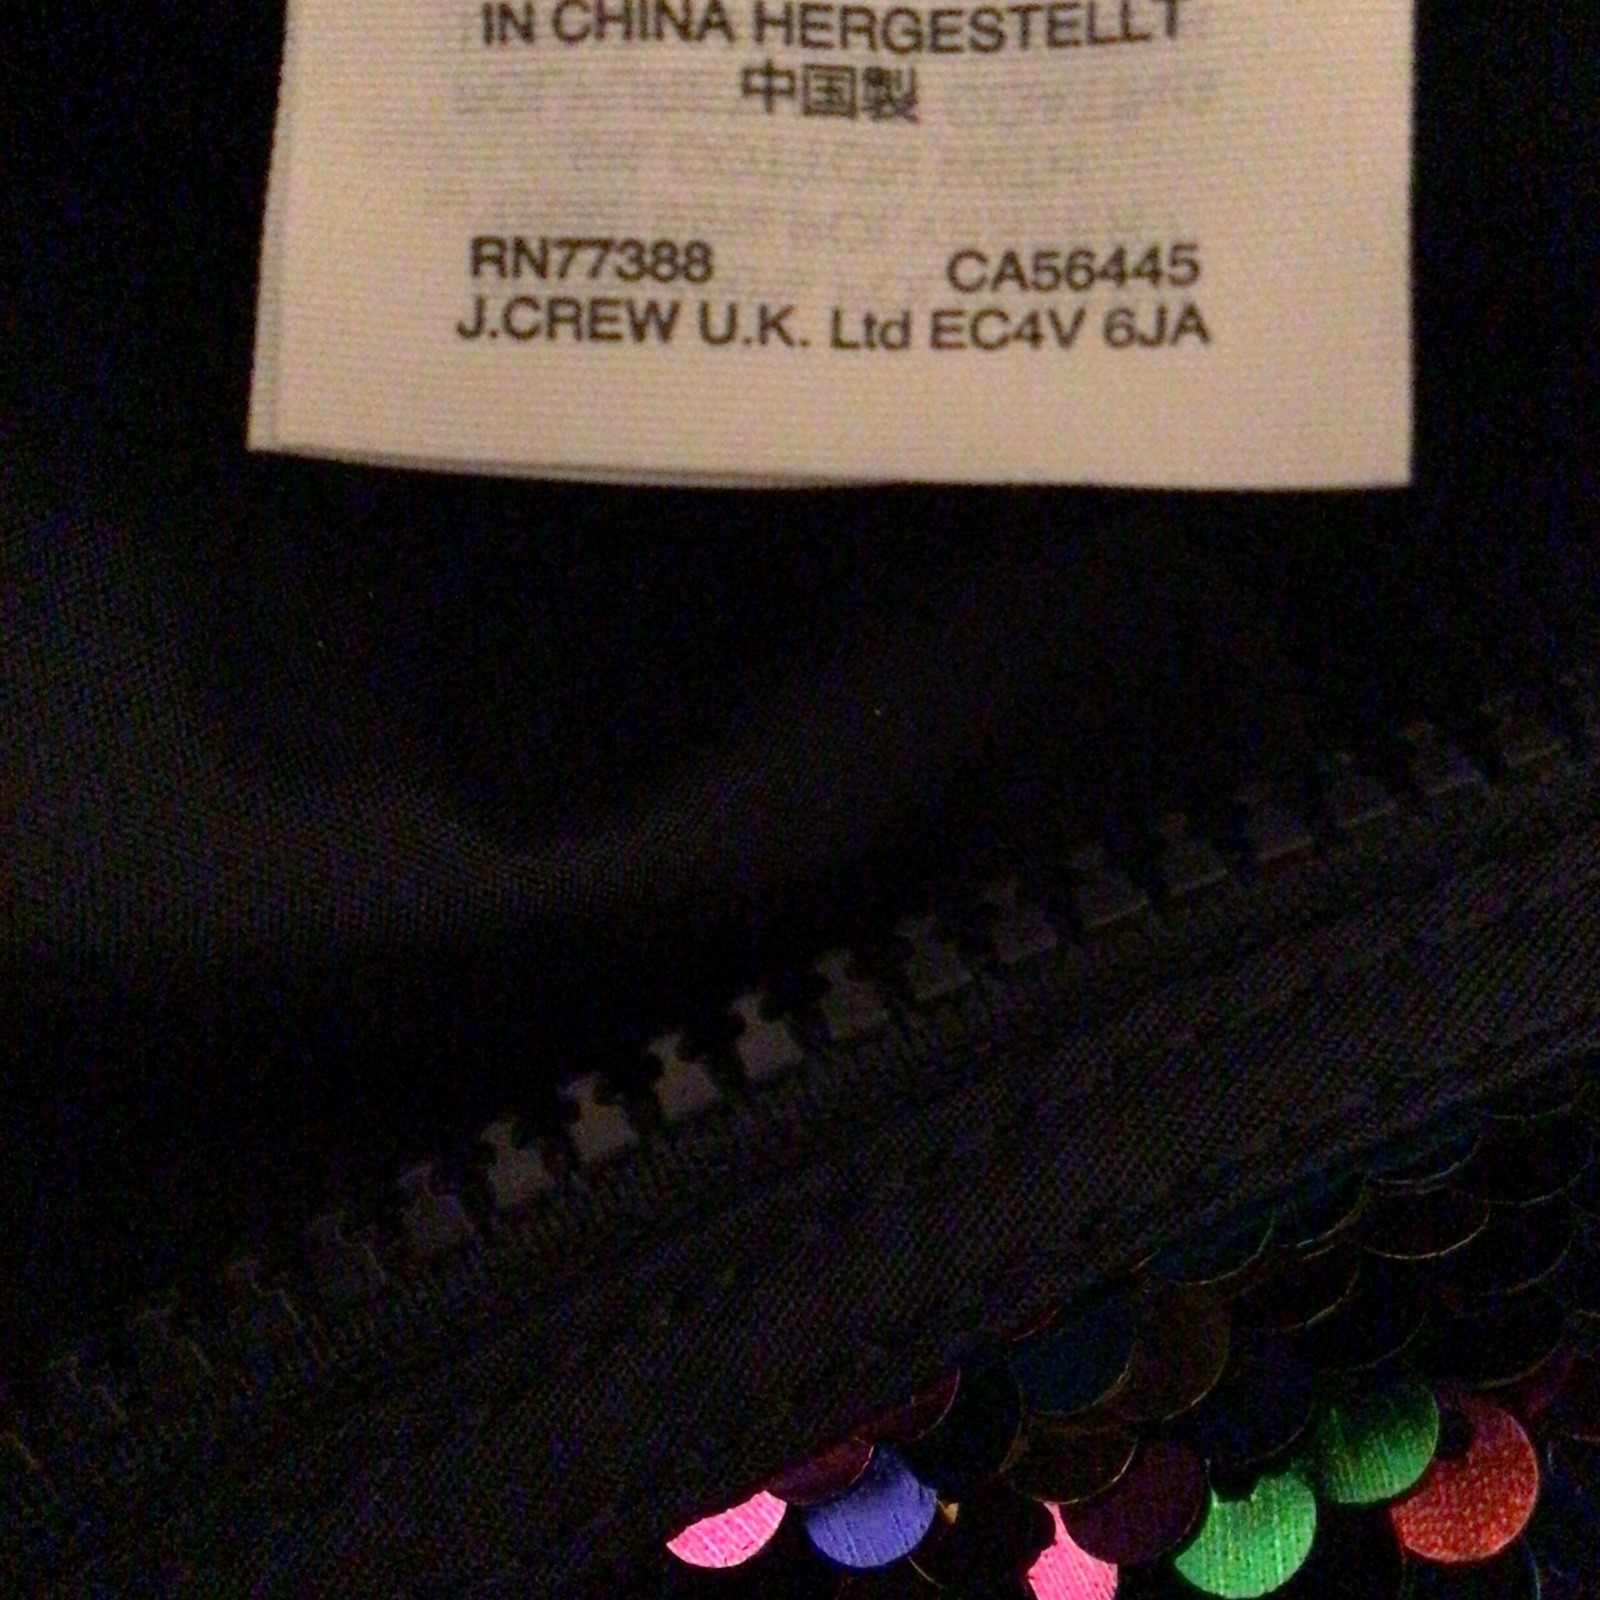 IN CHINA HERGESTELLT
中国製
RN77388 CA56445
J.CREW U.K. Ltd EC4V 6JA